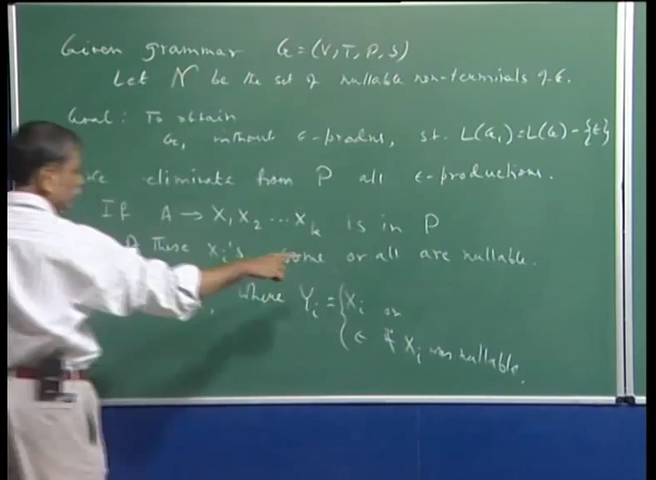 Given grammar G = (V, T, P, S)
Let N be the set of nullable non-terminals of G.
Goal: To obtain
G₁ without ϵ-prodns, s.t. L(G₁) = L(G) - {ϵ}
eliminate from P all ϵ-productions.
If A → X₁X₂ ⋯ Xₖ is in P
these Xᵢ's some or all are nullable.
where Yᵢ = { Xᵢ or
{ ϵ if Xᵢ was nullable.